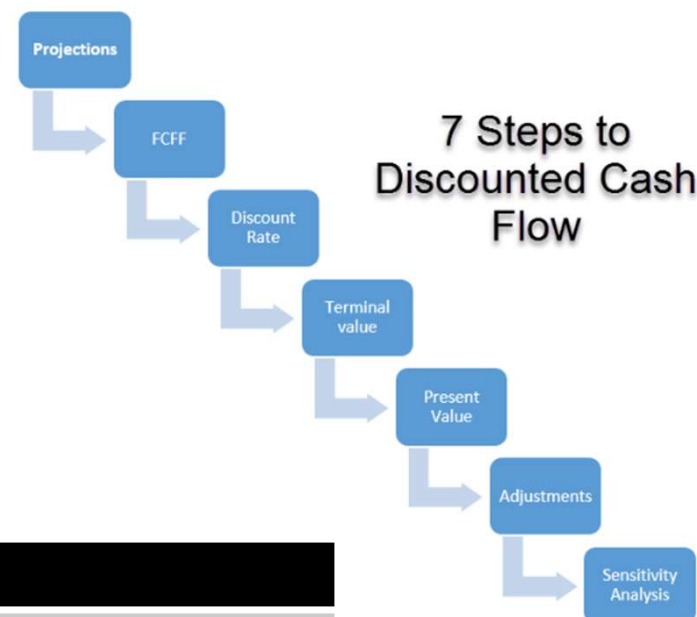 Projections
7 Steps to
Discounted Cash
Flow
FCFF
Discount
Rate
Terminal
value
Present
Value
Adjustments
Sensitivity
Analysis